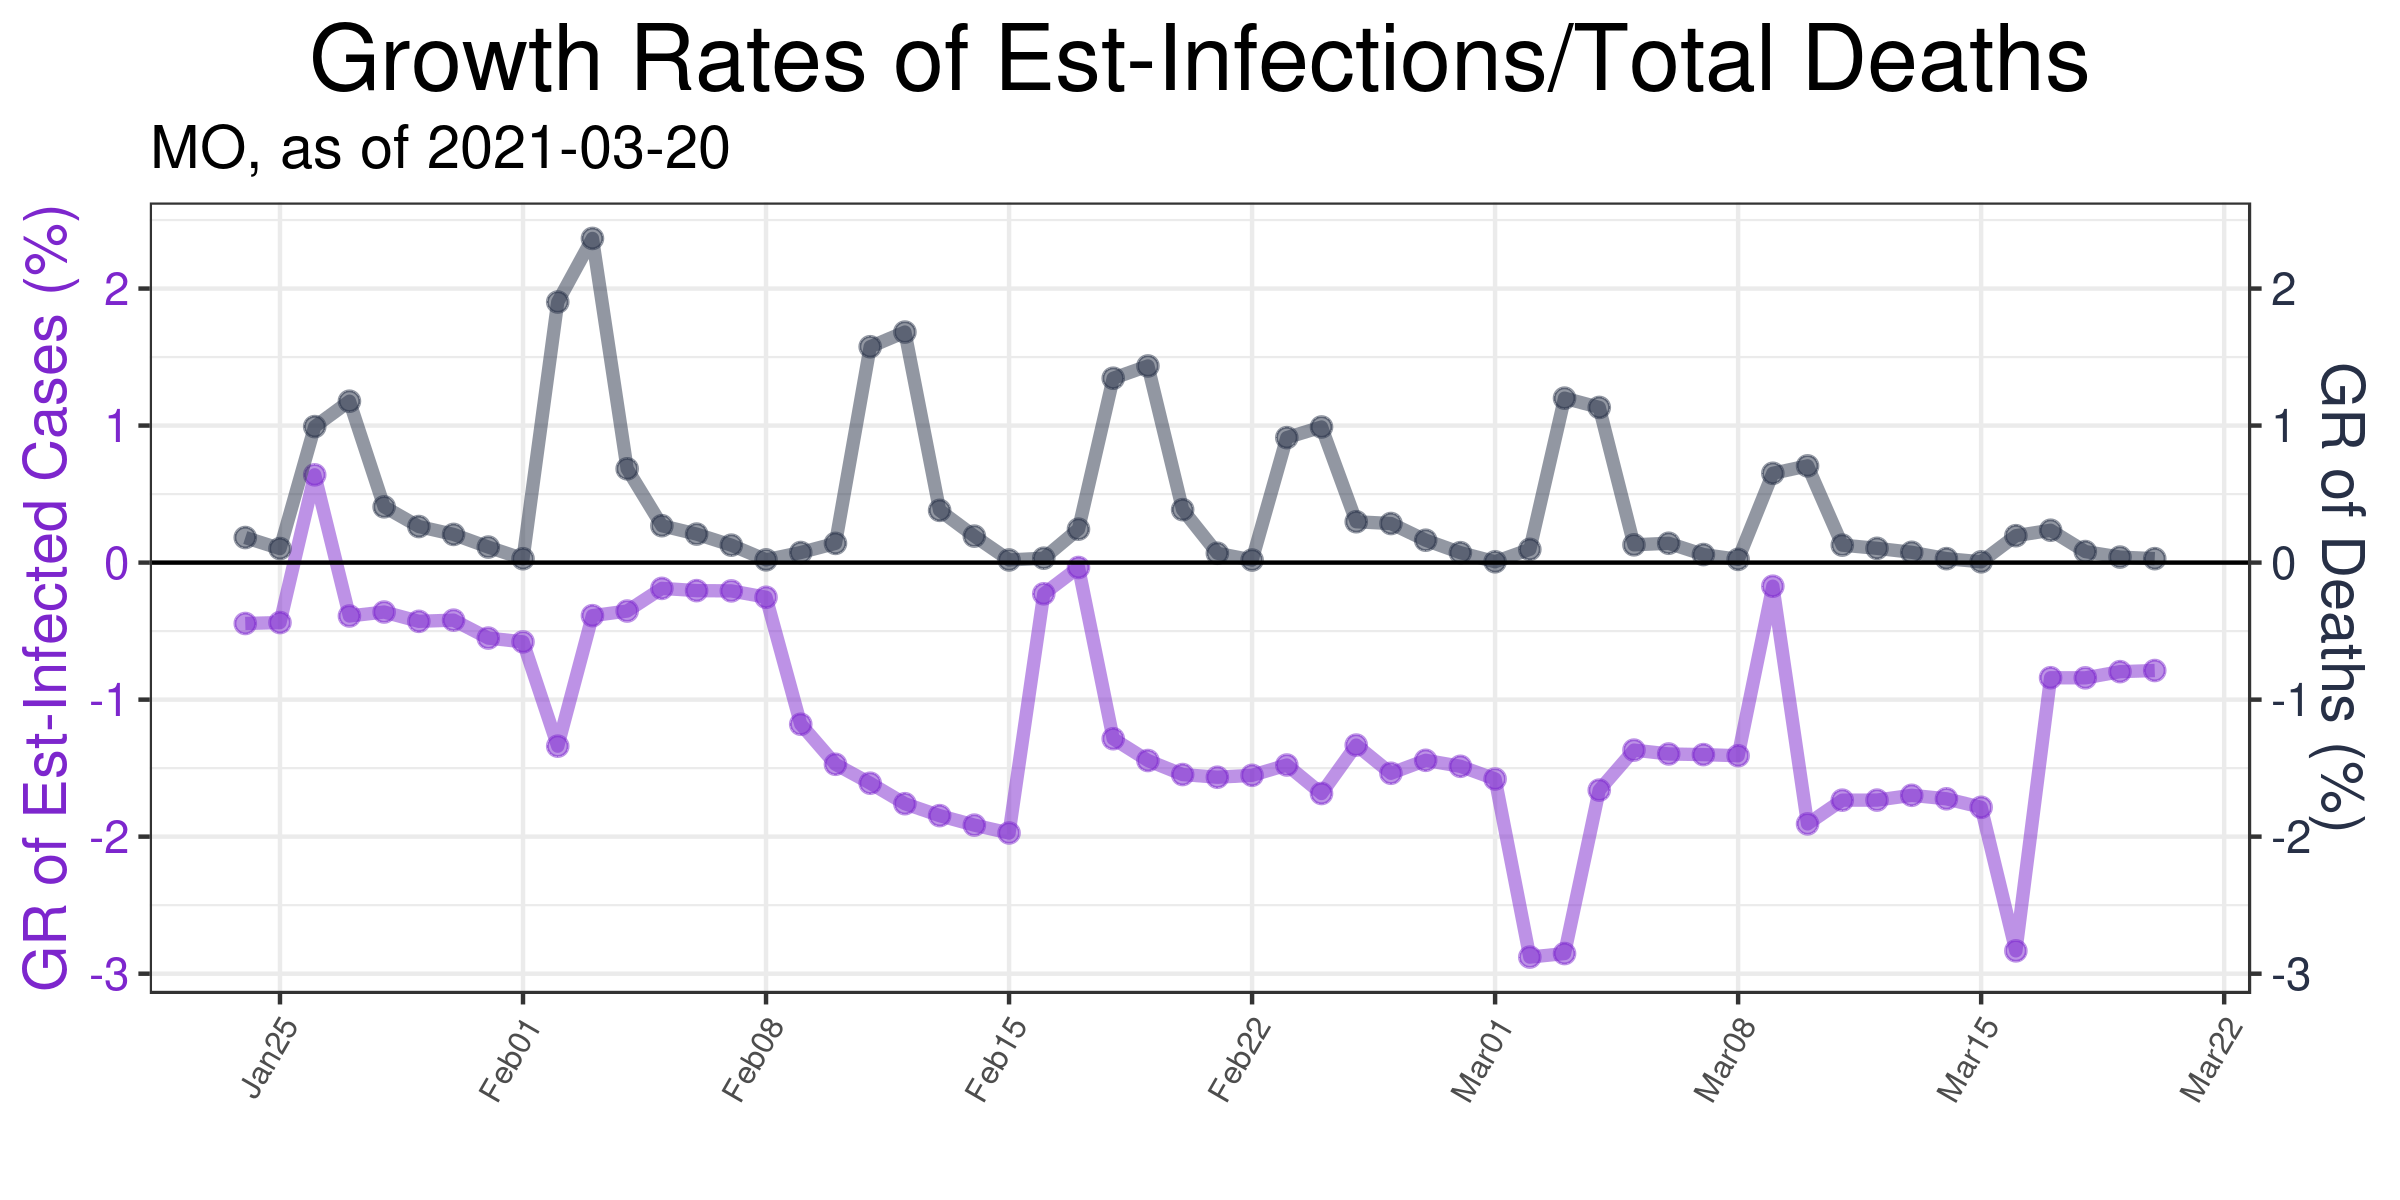 Growth Rates of Est-Infections/Total Deaths
MO, as of 2021-03-20
GR of Est-Infected Cases (%)
2
1
0
-1
-2
-3
2
1
0
-1
-2
-3
GR of Deaths (%)
Jan25
Feb01
Feb08
Feb15
Feb22
Mar01
Mar08
Mar15
Mar22